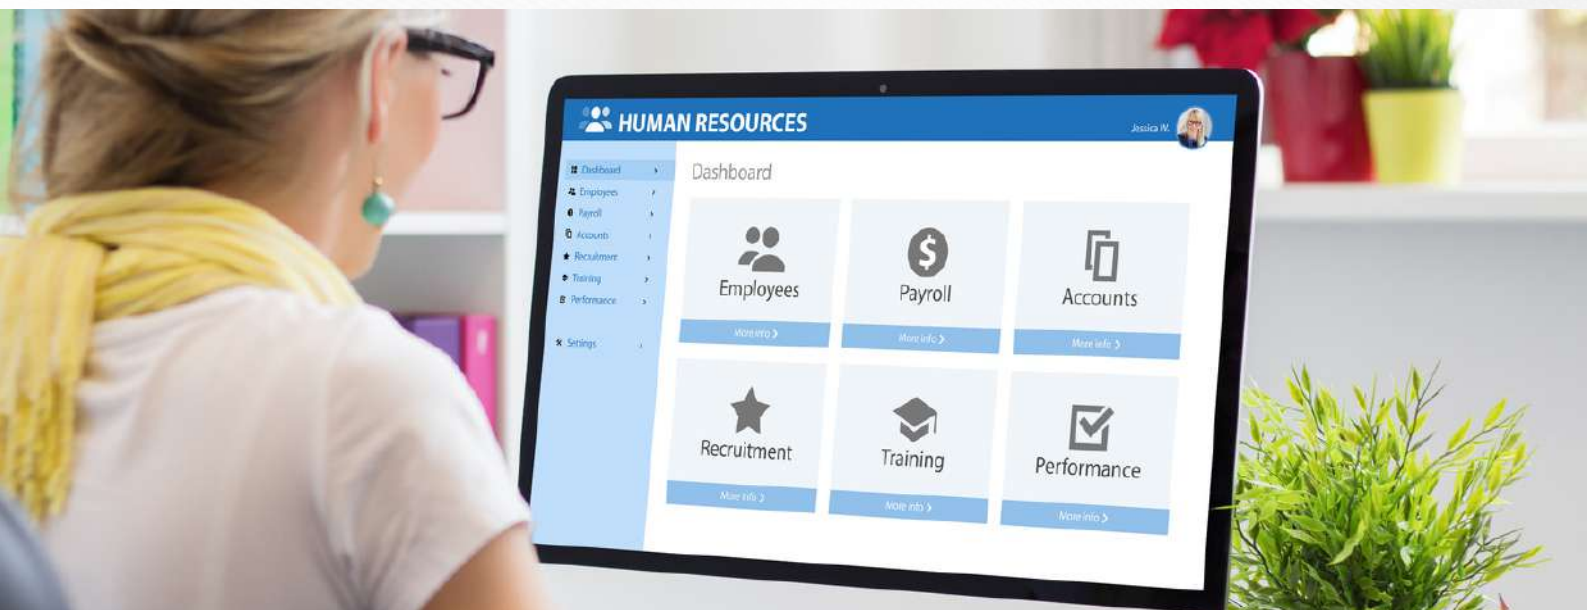 HUMAN RESOURCES
Jessica W.
Dashboard
Employees
Payroll
Accounts
Recruitment
Training
Performance
Settings
Dashboard
Employees
Payroll
Accounts
More info
More info
More info
Recruitment
Training
Performance
More info
More info
More info